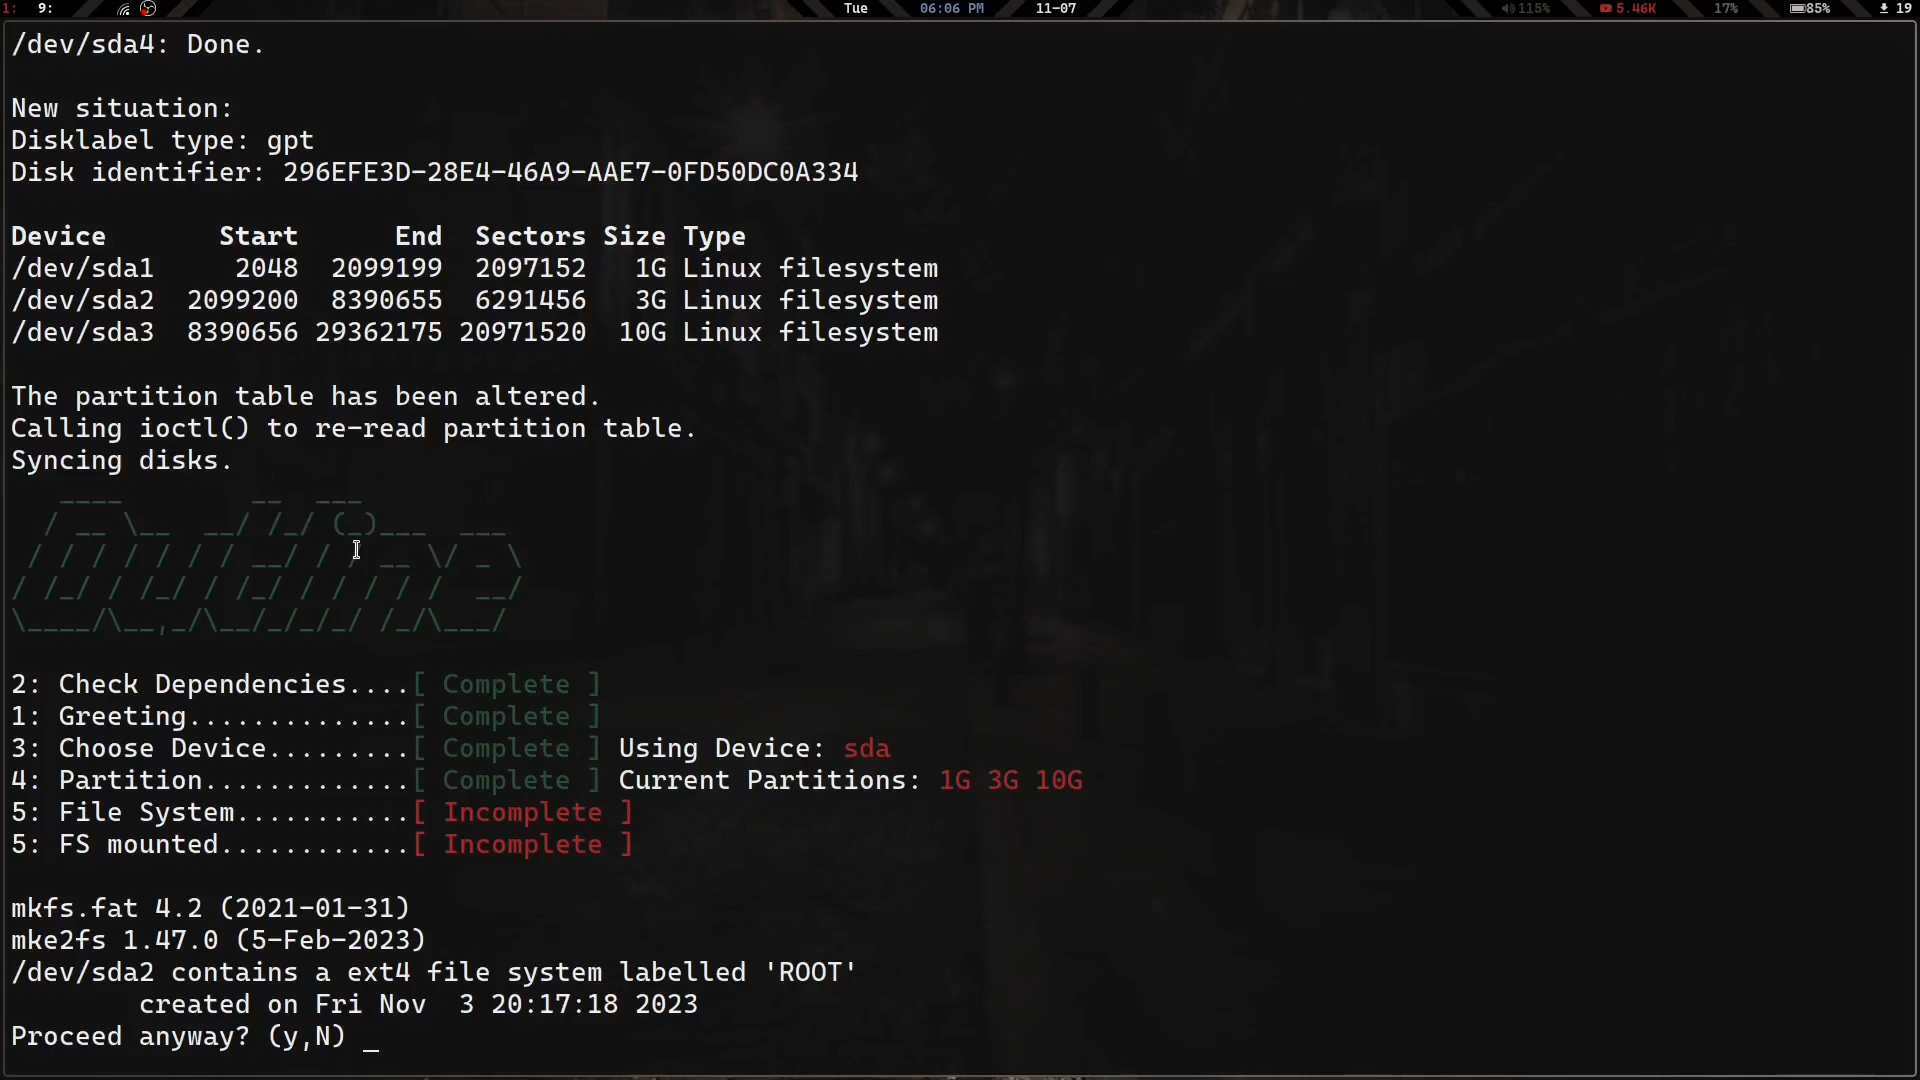 1: 9: Tue 06:06 PM 11-07 115% 5.46K 17% 85% 19
/dev/sda4: Done.
New situation:
Disklabel type: gpt
Disk identifier: 296EFE3D-28E4-46A9-AAE7-0FD50DC0A334
Device Start End Sectors Size Type
/dev/sda1 2048 2099199 2097152 1G Linux filesystem
/dev/sda2 2099200 8390655 6291456 3G Linux filesystem
/dev/sda3 8390656 29362175 20971520 10G Linux filesystem
The partition table has been altered.
Calling ioctl() to re-read partition table.
Syncing disks.
Outline
2: Check Dependencies....[ Complete ]
1: Greeting..............[ Complete ]
3: Choose Device.........[ Complete ] Using Device: sda
4: Partition.............[ Complete ] Current Partitions: 1G 3G 10G
5: File System...........[ Incomplete ]
5: FS mounted............[ Incomplete ]
mkfs.fat 4.2 (2021-01-31)
mke2fs 1.47.0 (5-Feb-2023)
/dev/sda2 contains a ext4 file system labelled 'ROOT'
created on Fri Nov  3 20:17:18 2023
Proceed anyway? (y,N) _